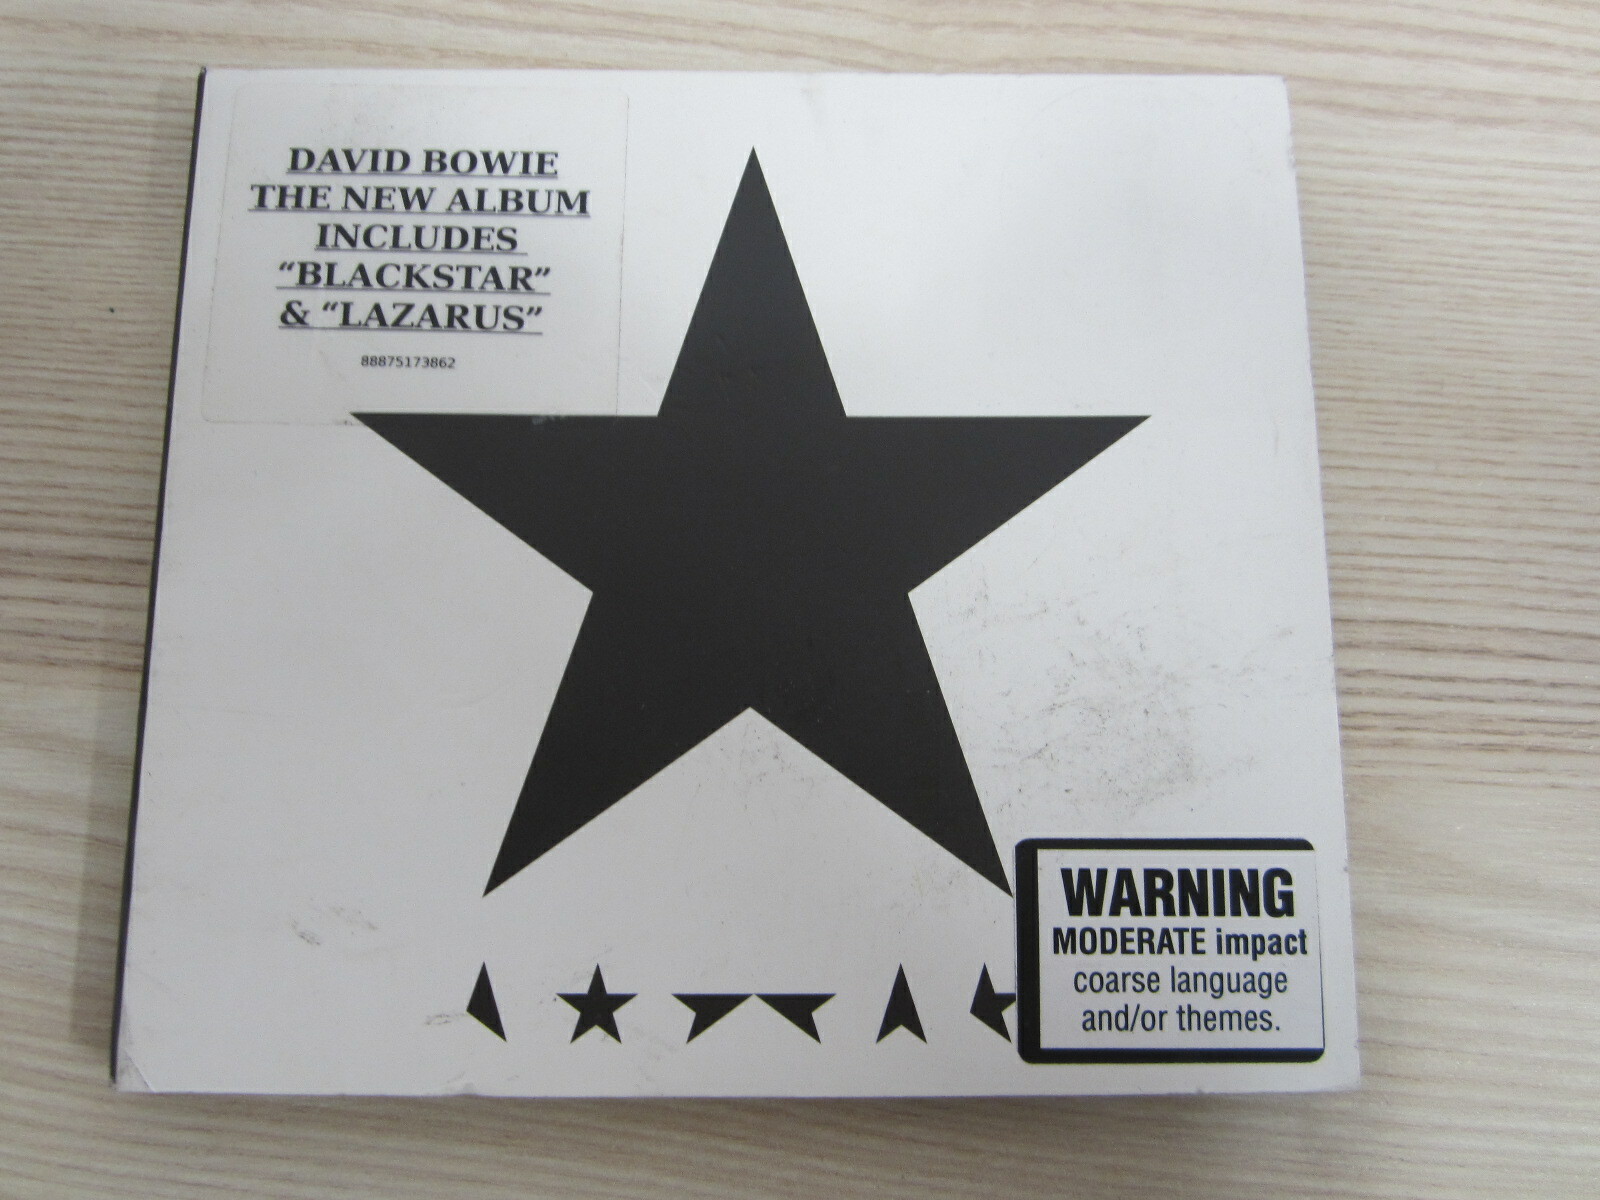 DAVID BOWIE
THE NEW ALBUM
INCLUDES
“BLACKSTAR”
& “LAZARUS”
88875173862
WARNING
MODERATE impact
coarse language
and/or themes.